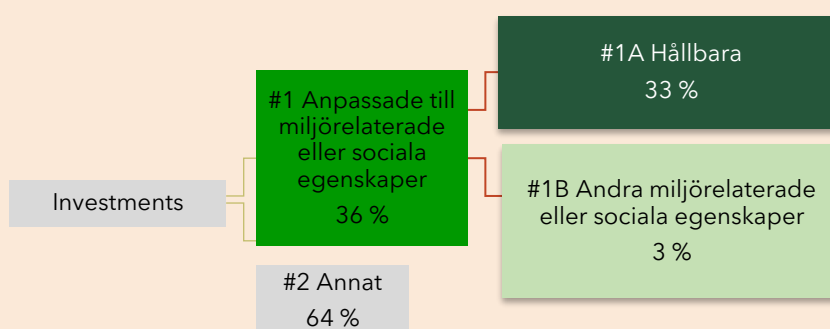 Investments
#1 Anpassade till
miljörelaterade
eller sociala
egenskaper
36 %
#2 Annat
64 %
#1A Hållbara
33 %
#1B Andra miljörelaterade
eller sociala egenskaper
3 %